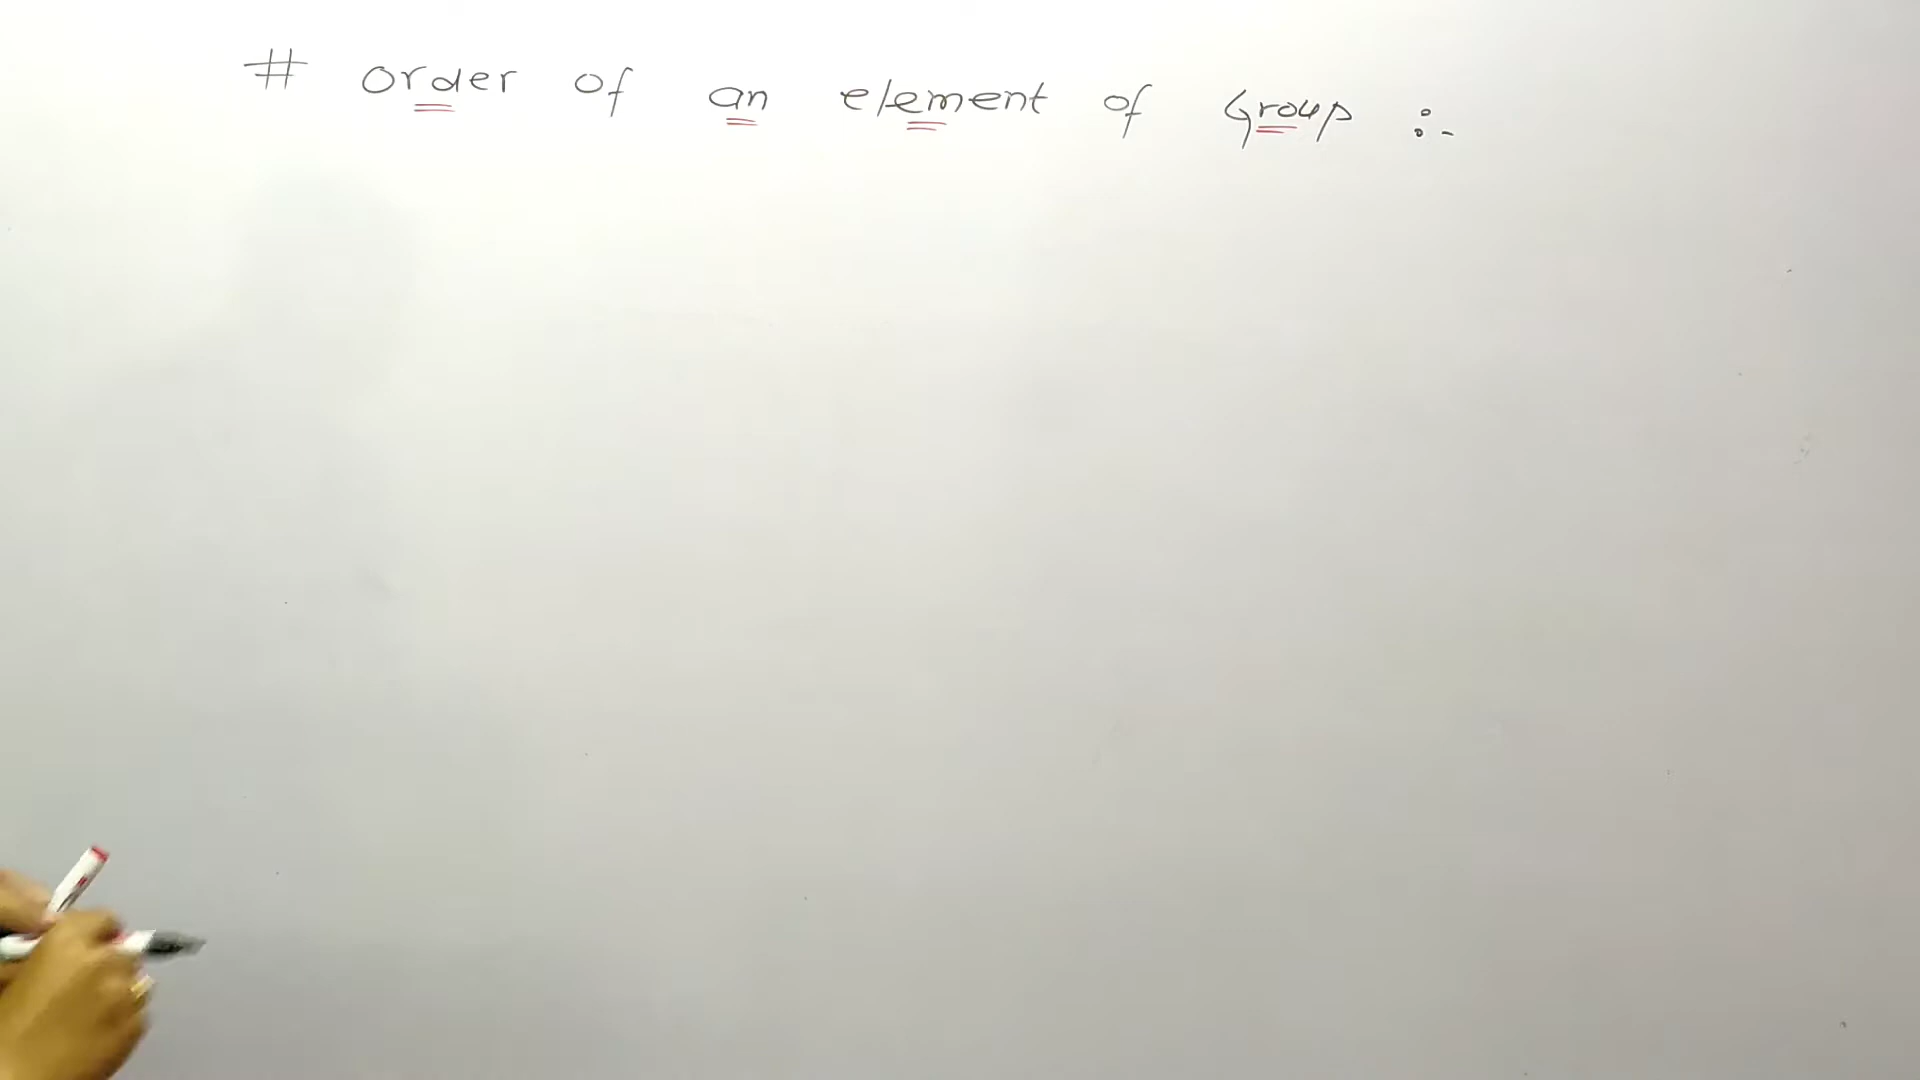 # order of an element of Group :-